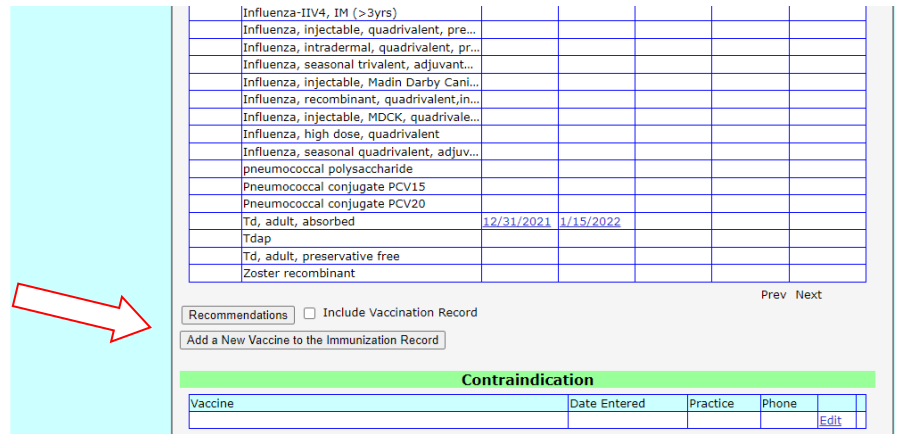 Influenza-IIV4, IM (>3yrs)
Influenza, injectable, quadrivalent, pre...
Influenza, intradermal, quadrivalent, pr...
Influenza, seasonal trivalent, adjuvant...
Influenza, injectable, Madin Darby Cani...
Influenza, recombinant, quadrivalent,in...
Influenza, injectable, MDCK, quadrivale...
Influenza, high dose, quadrivalent
Influenza, seasonal quadrivalent, adjuv...
pneumococcal polysaccharide
Pneumococcal conjugate PCV15
Pneumococcal conjugate PCV20
Td, adult, absorbed 12/31/2021 1/15/2022
Tdap
Td, adult, preservative free
Zoster recombinant
Prev Next
Recommendations Include Vaccination Record
Add a New Vaccine to the Immunization Record
Contraindication
Vaccine Date Entered Practice Phone
Edit